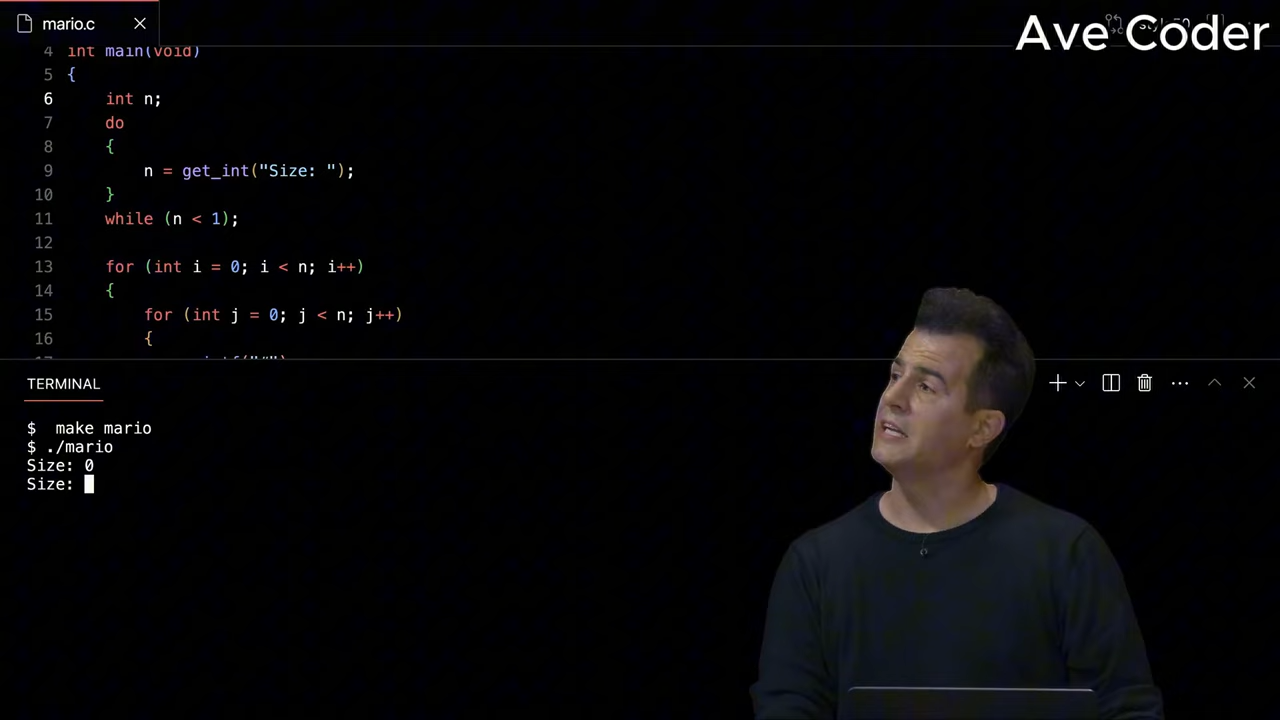 mario.c
Ave Coder
4 int main(void)
5 {
6 int n;
7 do
8 {
9 n = get_int("Size: ");
10 }
11 while (n < 1);
12
13 for (int i = 0; i < n; i++)
14 {
15 for (int j = 0; j < n; j++)
16 {
TERMINAL
$  make mario
$ ./mario
Size: 0
Size: